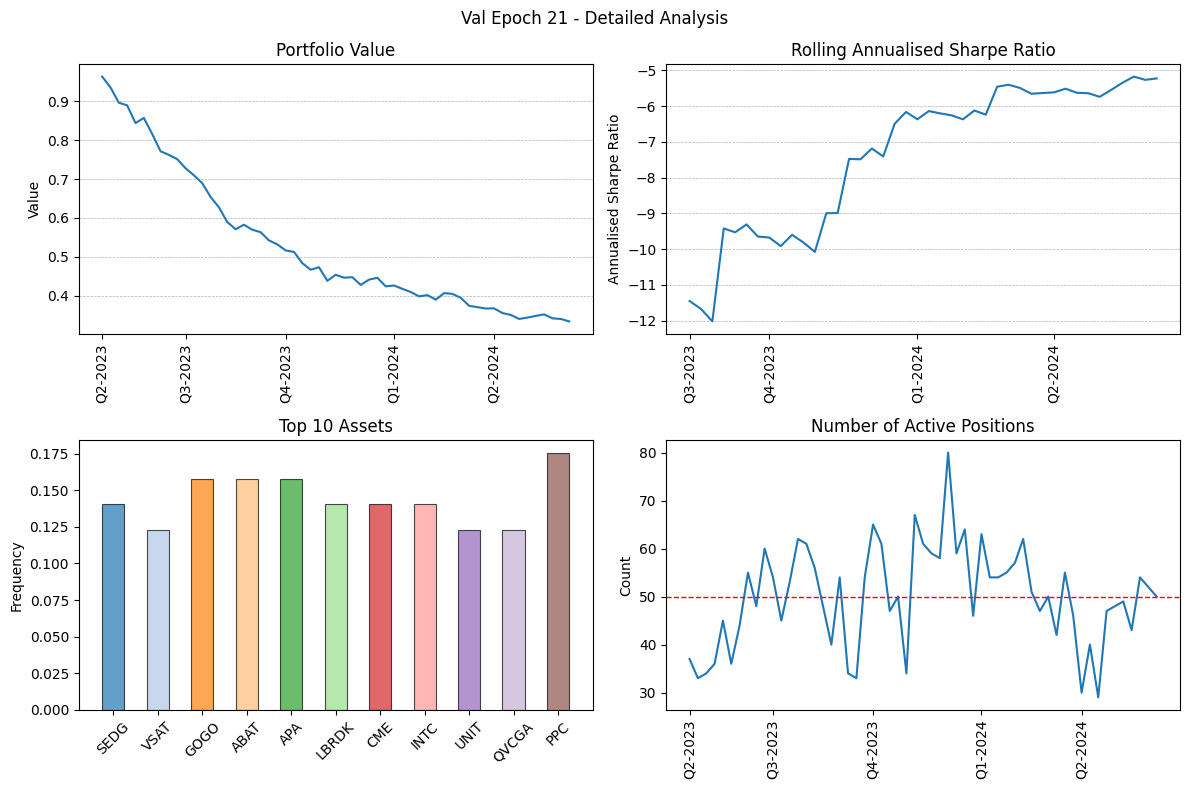 Val Epoch 21 - Detailed Analysis
Portfolio Value
Value
0.9
0.8
0.7
0.6
0.5
0.4
Q2-2023
Q3-2023
Q4-2023
Q1-2024
Q2-2024
Rolling Annualised Sharpe Ratio
Annualised Sharpe Ratio
−5
−6
−7
−8
−9
−10
−11
−12
Q3-2023
Q4-2023
Q1-2024
Q2-2024
Top 10 Assets
Frequency
0.175
0.150
0.125
0.100
0.075
0.050
0.025
0.000
SEDG
VSAT
GOGO
ABAT
APA
LBRDK
CME
INTC
UNIT
QVCGA
PPC
Number of Active Positions
Count
80
70
60
50
40
30
Q2-2023
Q3-2023
Q4-2023
Q1-2024
Q2-2024